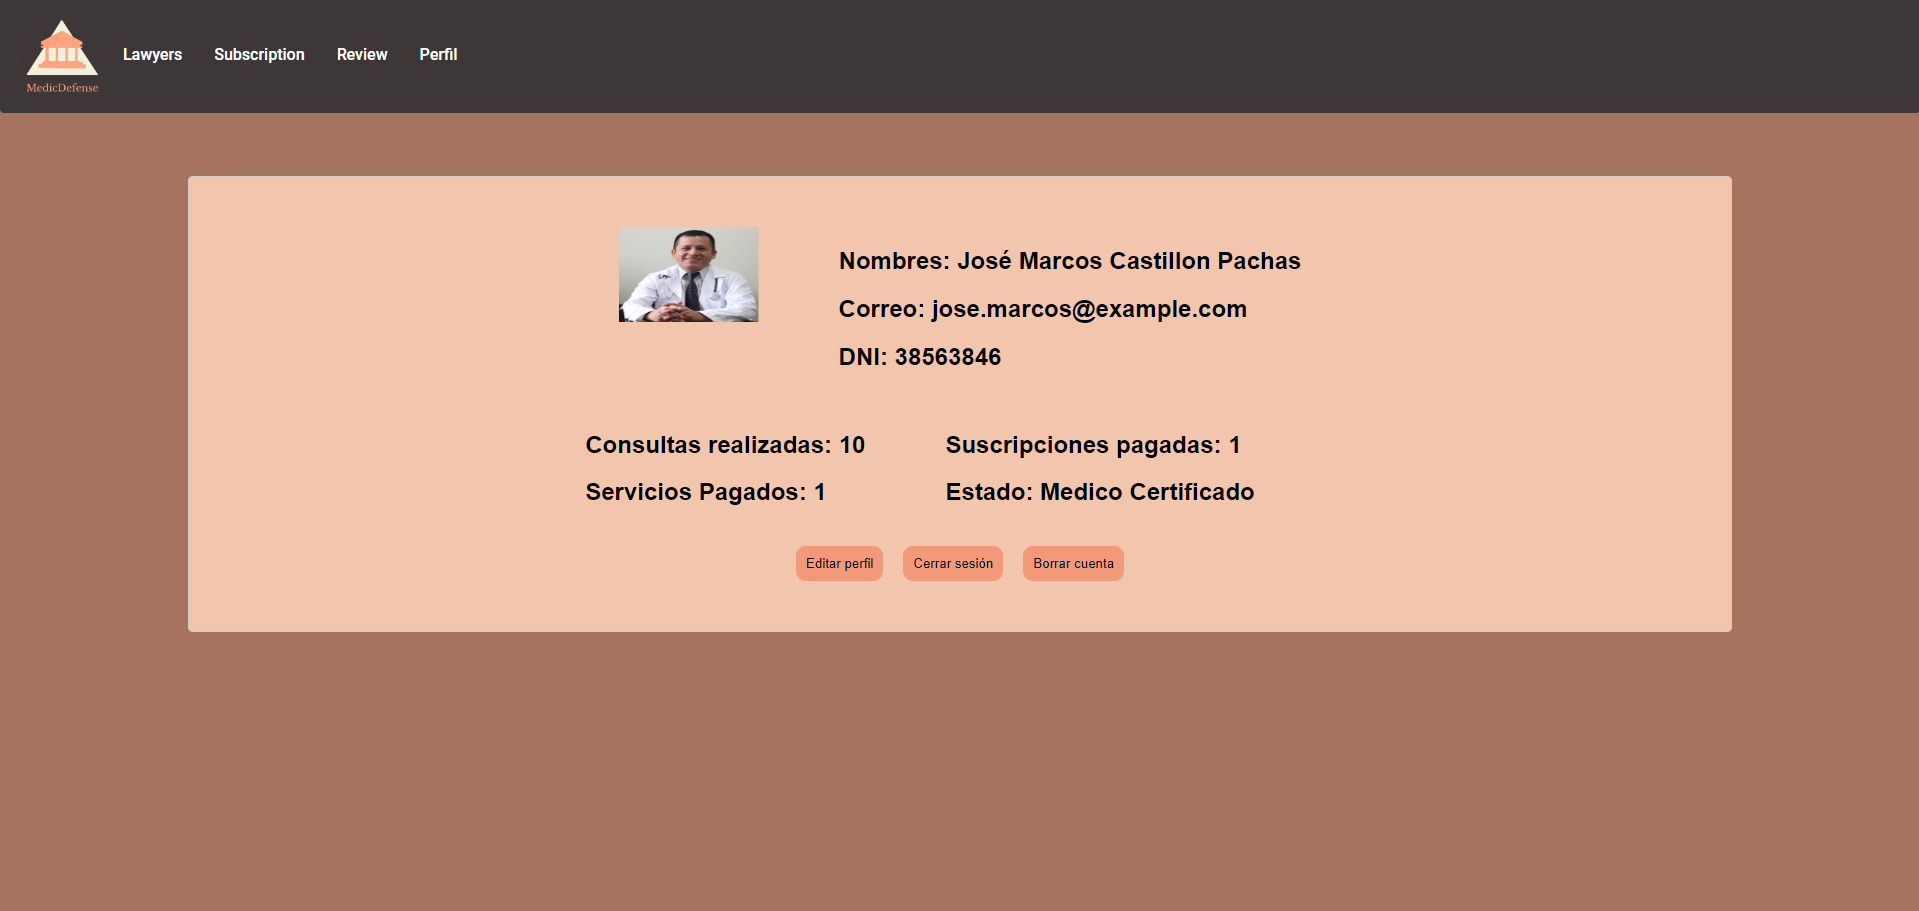 MedicDefense
Lawyers Subscription Review Perfil
Nombres: José Marcos Castillon Pachas
Correo: jose.marcos@example.com
DNI: 38563846
Consultas realizadas: 10 Suscripciones pagadas: 1
Servicios Pagados: 1 Estado: Medico Certificado
Editar perfil Cerrar sesión Borrar cuenta